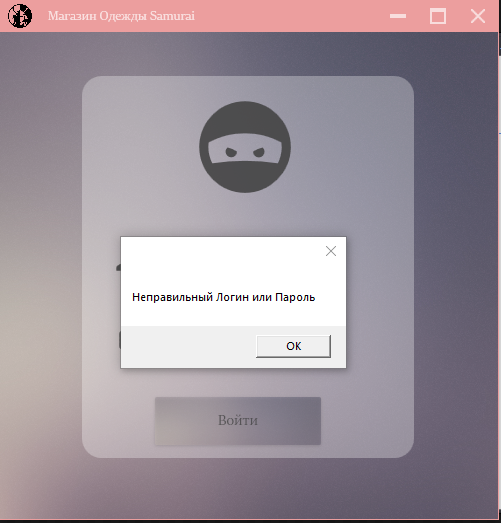 Магазин Одежды Samurai
Неправильный Логин или Пароль
OK
Войти